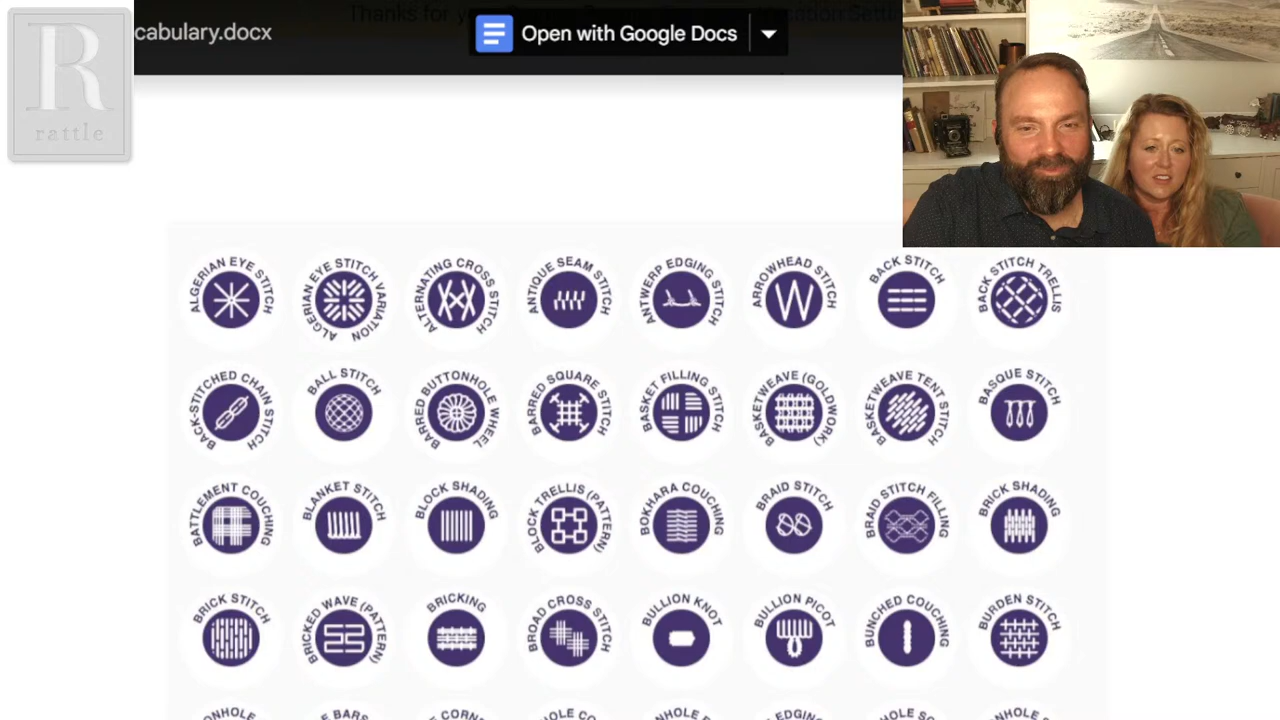 Thanks for yo
R
rattle
cabulary.docx
Open with Google Docs
ALGERIAN EYE STITCH
ALGERIAN EYE STITCH VARIATION
ALTERNATING CROSS STITCH
ANTIQUE SEAM STITCH
ANTWERP EDGING STITCH
ARROWHEAD STITCH
BACK STITCH
BACK STITCH TRELLIS
BACK-STITCHED CHAIN STITCH
BALL STITCH
BARRED BUTTONHOLE WHEEL
BARRED SQUARE STITCH
BASKET FILLING STITCH
BASKETWEAVE (GOLDWORK)
BASKETWEAVE TENT STITCH
BASQUE STITCH
BATTLEMENT COUCHING
BLANKET STITCH
BLOCK SHADING
BLOCK TRELLIS (PATTERN)
BOKHARA COUCHING
BRAID STITCH
BRAID STITCH FILLING
BRICK SHADING
BRICK STITCH
BRICKED WAVE (PATTERN)
BRICKING
BROAD CROSS STITCH
BULLION KNOT
BULLION PICOT
BUNCHED COUCHING
BURDEN STITCH